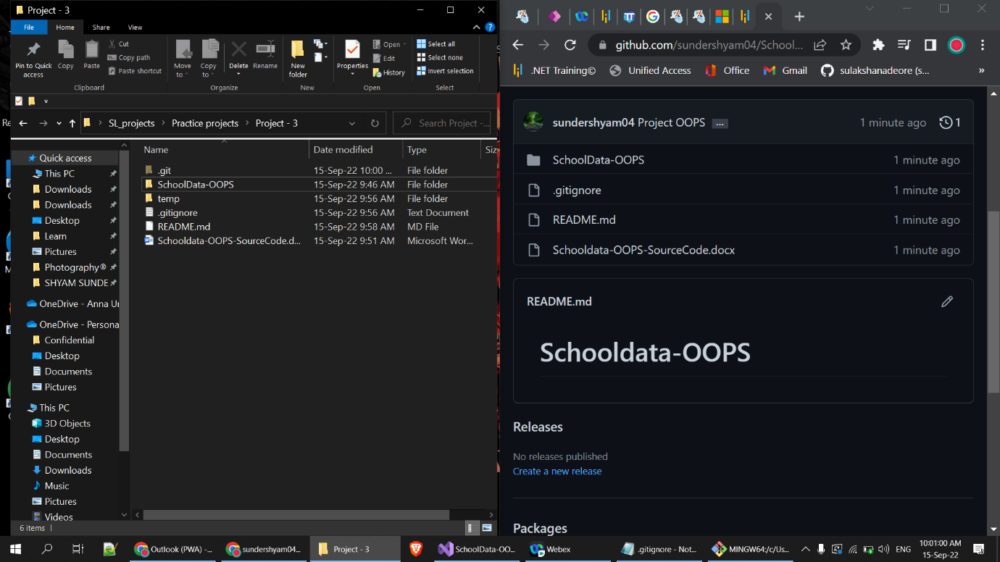 Project - 3
File Home Share View
Pin to Quick access
Copy
Paste
Cut
Copy path
Paste shortcut
Clipboard
Move to
Copy to
Delete
Rename
Organize
New folder
New
Properties
Open
Edit
History
Open
Select all
Select none
Invert selection
Select
SL_projects Practice projects Project - 3
Search Project -...
Quick access
This PC
Downloads
Downloads
Desktop
Learn
Pictures
Photography®
SHYAM SUNDE
OneDrive - Anna Ur
OneDrive - Persona
Confidential
Desktop
Documents
Pictures
This PC
3D Objects
Desktop
Documents
Downloads
Music
Pictures
Videos
Name Date modified Type Siz
.git 15-Sep-22 10:00 ... File folder
SchoolData-OOPS 15-Sep-22 9:46 AM File folder
temp 15-Sep-22 9:56 AM File folder
.gitignore 15-Sep-22 9:56 AM Text Document
README.md 15-Sep-22 9:58 AM MD File
Schooldata-OOPS-SourceCode.d... 15-Sep-22 9:51 AM Microsoft Wor...
6 items
github.com/sundershyam04/School...
.NET Training© Unified Access Office Gmail sulakshanadeore (s... »
sundershyam04 Project OOPS ... 1 minute ago 1
SchoolData-OOPS 1 minute ago
.gitignore 1 minute ago
README.md 1 minute ago
Schooldata-OOPS-SourceCode.docx 1 minute ago
README.md
Schooldata-OOPS
Releases
No releases published
Create a new release
Packages
Outlook (PWA) -... sundershyam04... Project - 3 SchoolData-OO... Webex .gitignore - Not... MINGW64:/c/Us... ENG 10:01:00 AM
15-Sep-22